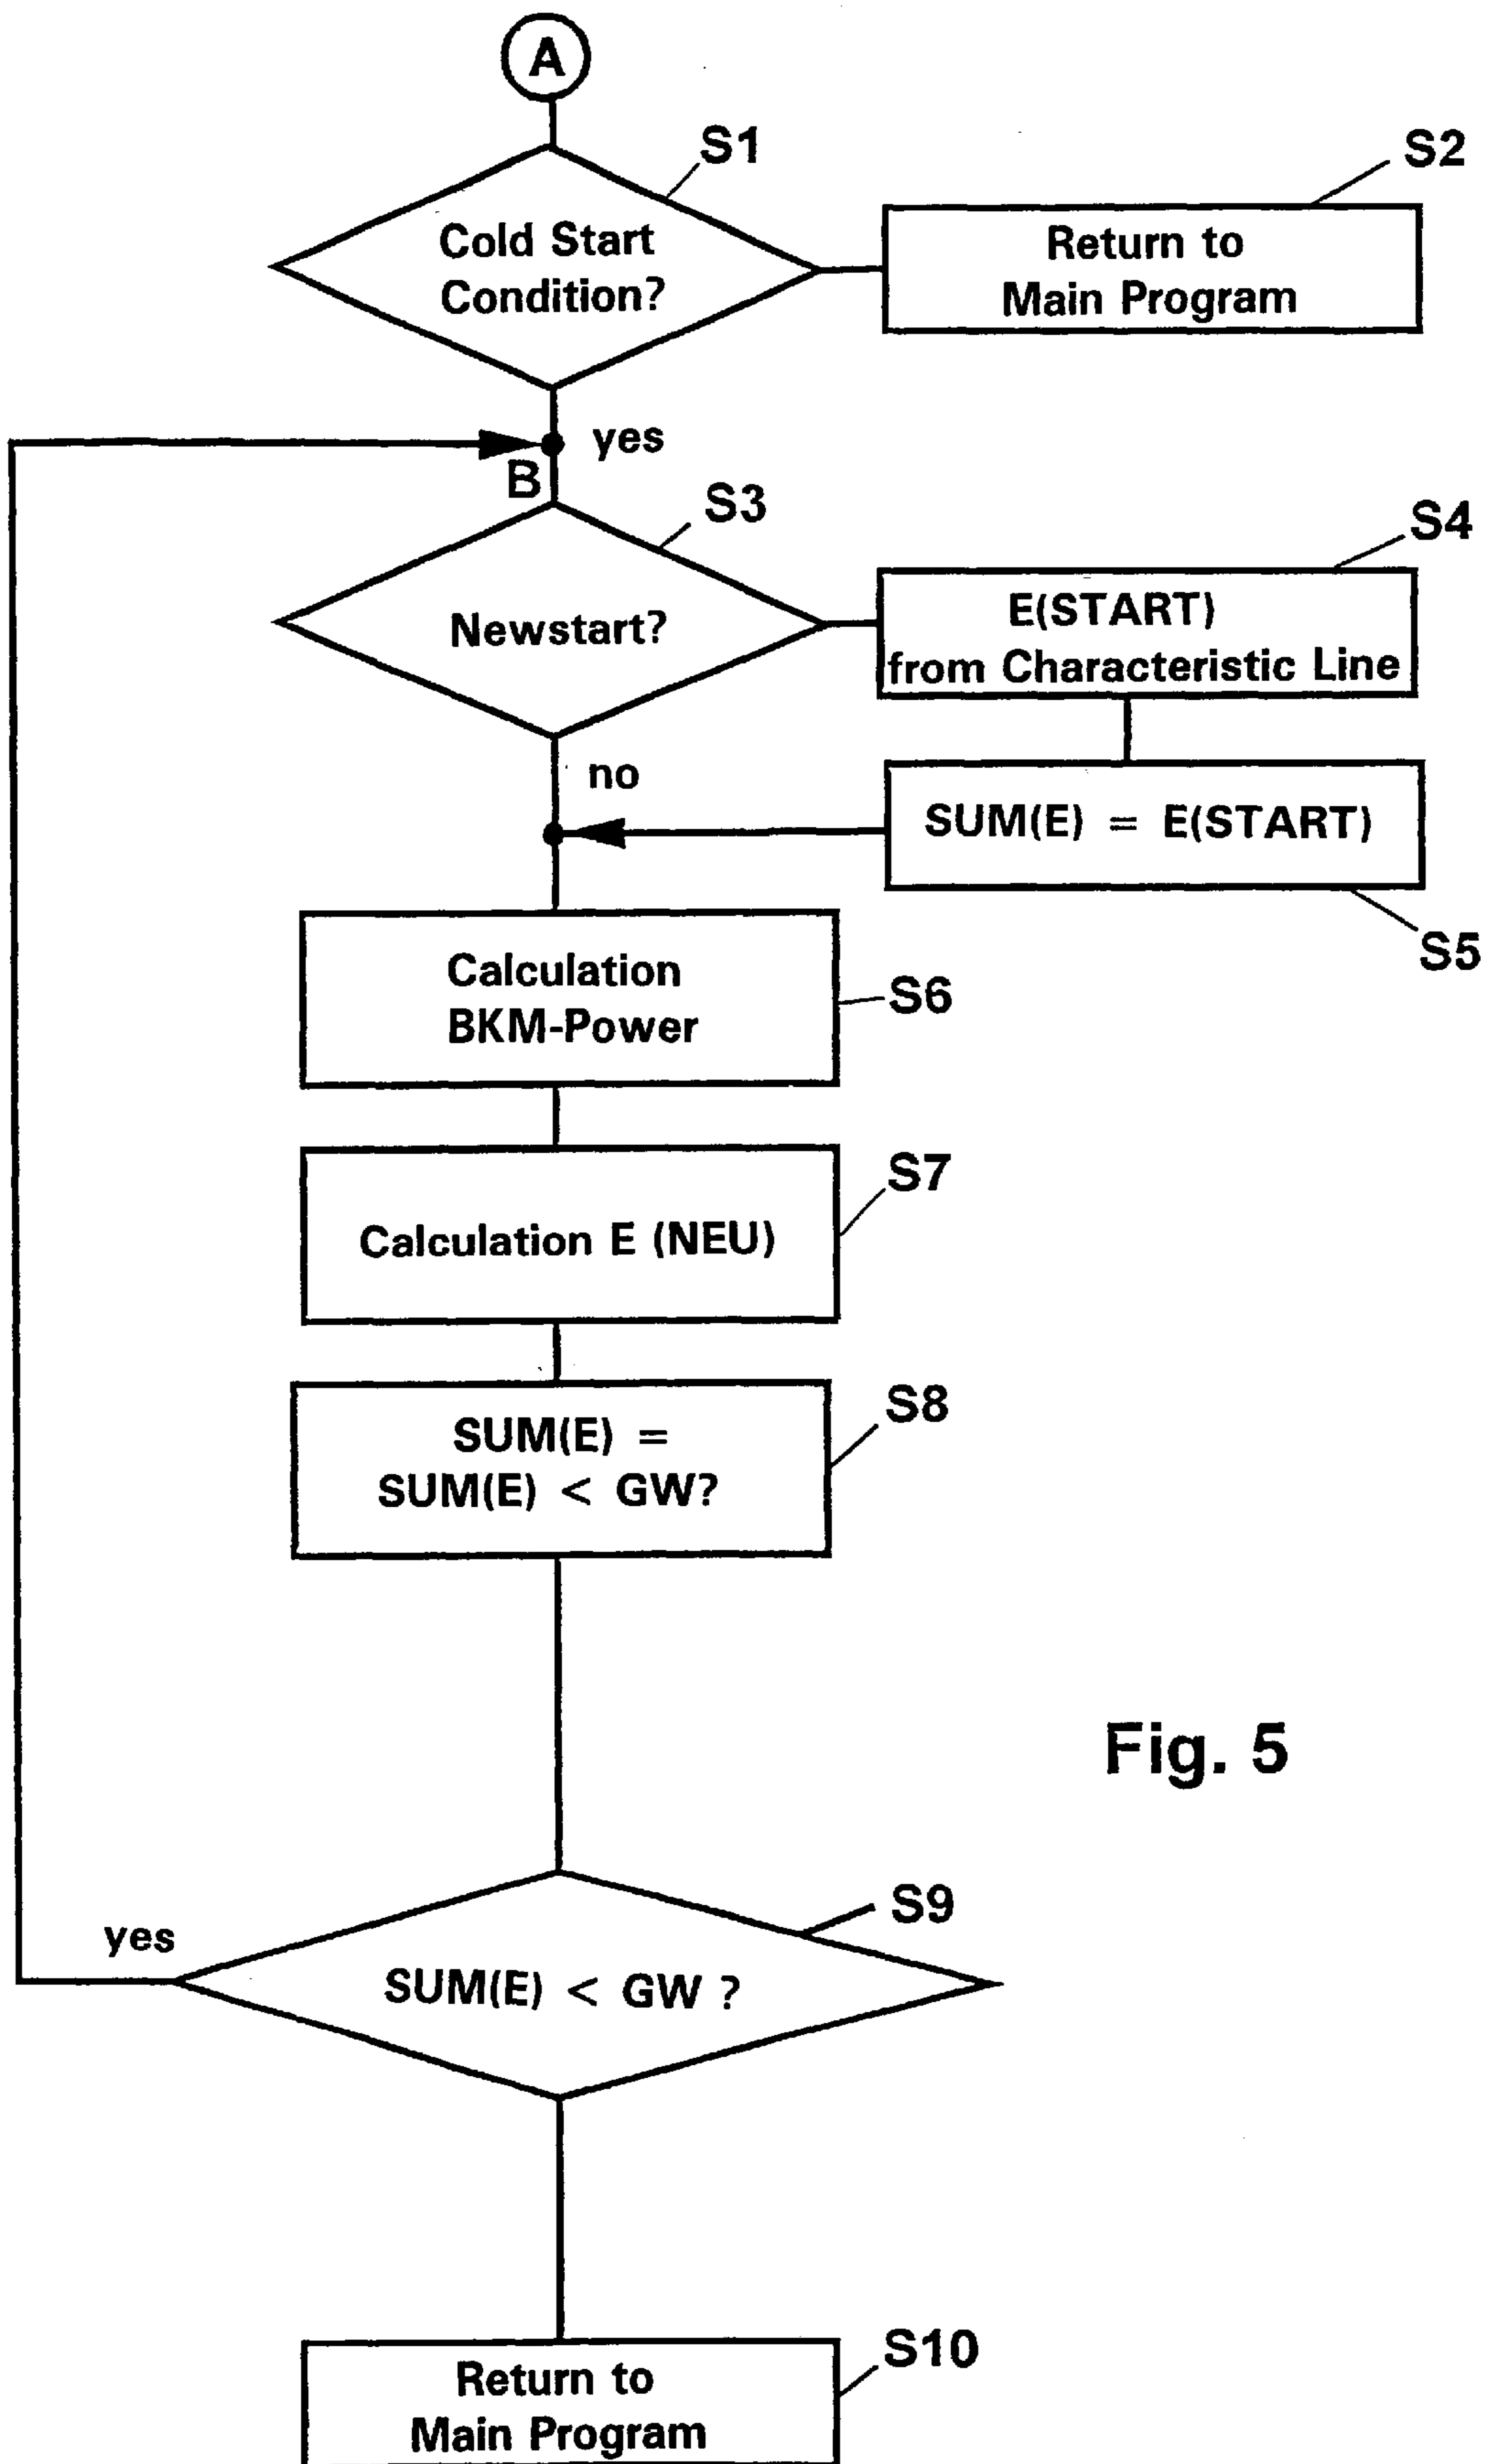 A
S1
Cold Start
Condition?
S2
Return to
Main Program
yes
B
S3
Newstart?
S4
E(START)
from Characteristic Line
no
SUM(E) = E(START)
S5
Calculation
BKM-Power
S6
S7
Calculation E (NEU)
S8
SUM(E) =
SUM(E) < GW?
Fig. 5
S9
yes
SUM(E) < GW ?
S10
Return to
Main Program